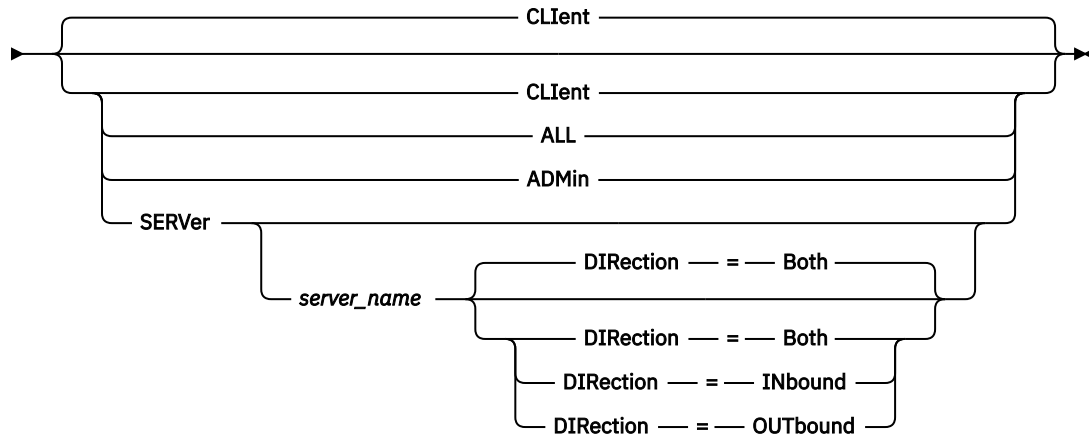 CLIent
CLIent
ALL
ADMin
SERVer
DIRection = Both
server_name
DIRection = Both
DIRection = INbound
DIRection = OUTbound